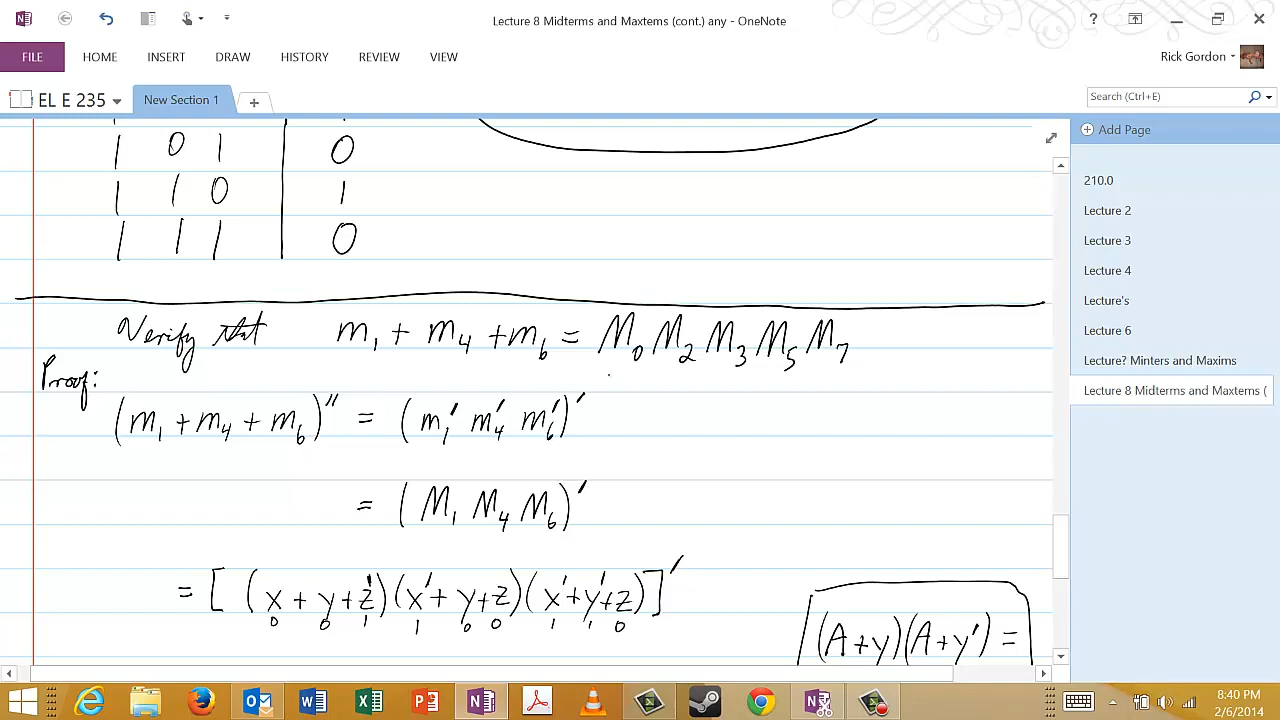 Lecture 8 Midterms and Maxtems (cont.) any - OneNote
?
FILE HOME INSERT DRAW HISTORY REVIEW VIEW
Rick Gordon
EL E 235
New Section 1
Search (Ctrl+E)
Add Page
210.0
Lecture 2
Lecture 3
Lecture 4
Lecture's
Lecture 6
Lecture? Minters and Maxims
Lecture 8 Midterms and Maxtems (
1 0 1 | 0
1 1 0 | 1
1 1 1 | 0
Verify that m₁ + m₄ + m₆ = M₀ M₂ M₃ M₅ M₇
Proof:
(m₁ + m₄ + m₆)'' = (m₁' m₄' m₆')'
= (M₁ M₄ M₆)'
= [ (x + y + z')(x' + y + z)(x' + y' + z) ]'
0 0 1 1 0 0 1 1 0
(A + y)(A + y') =
8:40 PM
2/6/2014